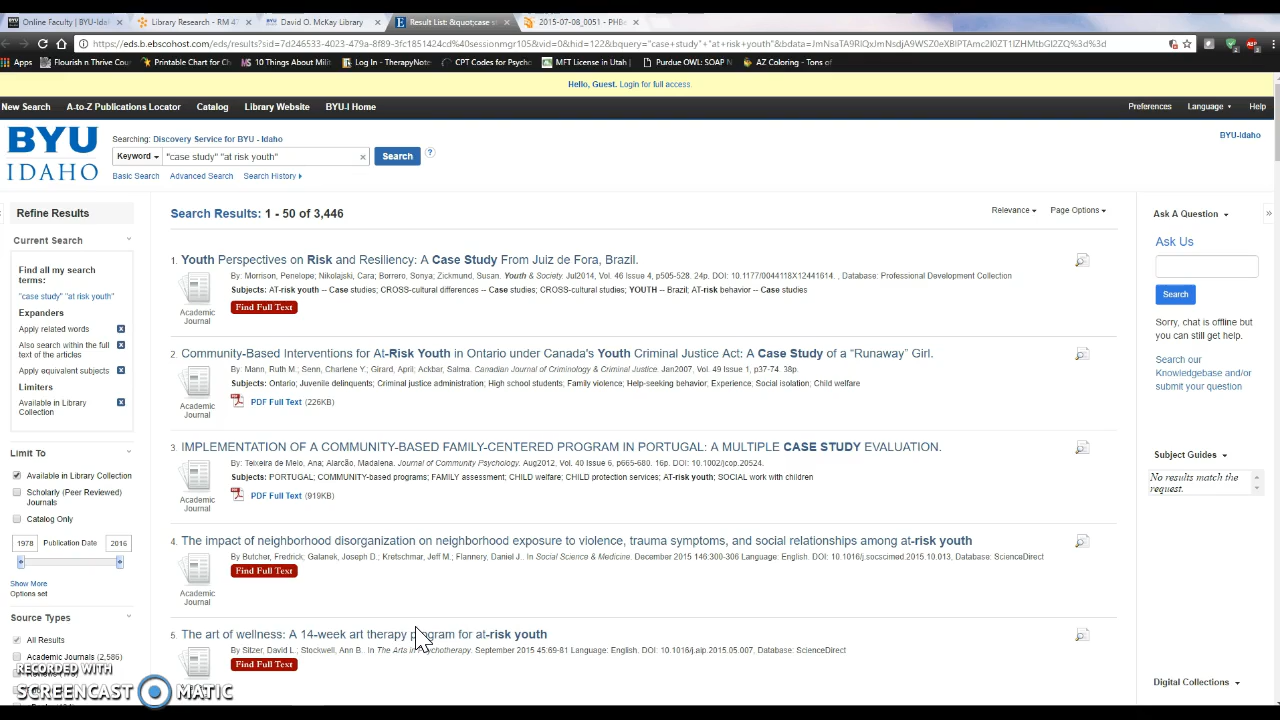 Online Faculty | BYU-Ida
Library Research - RM 4
David O. McKay Library
Result List: &quot;case s
2015-07-08_0051 - PHBe
https://eds.b.ebscohost.com/eds/results?sid=7d246533-4023-479a-8f89-3fc1851424cd%40sessionmgr105&vid=0&hid=122&bquery="case+study"+"at+risk+youth"&bdata=
Apps
Flourish n Thrive Cour
Printable Chart for Ch
10 Things About Milit
Log In - TherapyNote
CPT Codes for Psycho
MFT License in Utah |
Purdue OWL: SOAP N
AZ Coloring - Tons of
Hello, Guest. Login for full access.
New Search
A-to-Z Publications Locator
Catalog
Library Website
BYU-I Home
Preferences
Language
Help
BYU
IDAHO
Searching: Discovery Service for BYU - Idaho
Keyword
"case study" "at risk youth"
Search
Basic Search
Advanced Search
Search History
BYU-Idaho
Refine Results
Current Search
Find all my search
terms:
"case study" "at risk youth"
Expanders
Apply related words
Also search within the full
text of the articles
Apply equivalent subjects
Limiters
Available in Library
Collection
Limit To
Available in Library Collection
Scholarly (Peer Reviewed)
Journals
Catalog Only
1978 Publication Date 2016
Show More
Options set
Source Types
All Results
Academic Journals (2,586)
Search Results: 1 - 50 of 3,446
Relevance
Page Options
1. Youth Perspectives on Risk and Resiliency: A Case Study From Juiz de Fora, Brazil.
By: Morrison, Penelope; Nikolajski, Cara; Borrero, Sonya; Zickmund, Susan. Youth & Society. Jul2014, Vol. 46 Issue 4, p505-528. 24p. DOI: 10.1177/0044118X12441614. , Database: Professional Development Collection
Subjects: AT-risk youth -- Case studies; CROSS-cultural differences -- Case studies; CROSS-cultural studies; YOUTH -- Brazil; AT-risk behavior -- Case studies
Find Full Text
Academic
Journal
2. Community-Based Interventions for At-Risk Youth in Ontario under Canada's Youth Criminal Justice Act: A Case Study of a “Runaway” Girl.
By: Mann, Ruth M.; Senn, Charlene Y.; Girard, April; Ackbar, Salma. Canadian Journal of Criminology & Criminal Justice. Jan2007, Vol. 49 Issue 1, p37-74. 38p.
Subjects: Ontario; Juvenile delinquents; Criminal justice administration; High school students; Family violence; Help-seeking behavior; Experience; Social isolation; Child welfare
PDF Full Text (226KB)
Academic
Journal
3. IMPLEMENTATION OF A COMMUNITY-BASED FAMILY-CENTERED PROGRAM IN PORTUGAL: A MULTIPLE CASE STUDY EVALUATION.
By: Teixeira de Melo, Ana; Alarcão, Madalena. Journal of Community Psychology. Aug2012, Vol. 40 Issue 6, p665-680. 16p. DOI: 10.1002/jcop.20524.
Subjects: PORTUGAL; COMMUNITY-based programs; FAMILY assessment; CHILD welfare; CHILD protection services; AT-risk youth; SOCIAL work with children
PDF Full Text (919KB)
Academic
Journal
4. The impact of neighborhood disorganization on neighborhood exposure to violence, trauma symptoms, and social relationships among at-risk youth
By Butcher, Fredrick; Galanek, Joseph D.; Kretschmar, Jeff M.; Flannery, Daniel J.. In Social Science & Medicine. December 2015 146:300-306 Language: English. DOI: 10.1016/j.socscimed.2015.10.013, Database: ScienceDirect
Find Full Text
Academic
Journal
5. The art of wellness: A 14-week art therapy program for at-risk youth
By Sitzer, David L.; Stockwell, Ann B.. In The Arts in Psychotherapy. September 2015 45:69-81 Language: English. DOI: 10.1016/j.aip.2015.05.007, Database: ScienceDirect
Find Full Text
Ask A Question
Ask Us
Search
Sorry, chat is offline but
you can still get help.
Search our
Knowledgebase and/or
submit your question
Subject Guides
No results match the
request.
Digital Collections
RECORDED WITH
SCREENCAST MATIC